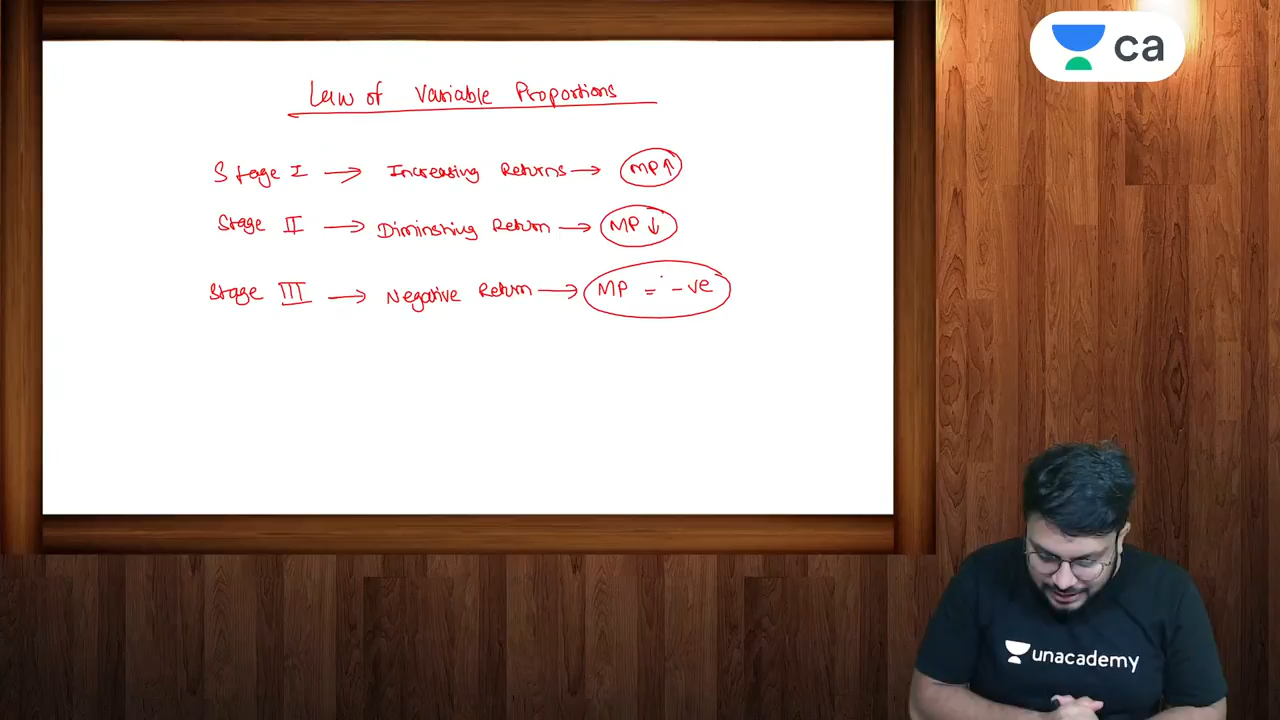 ca
Law of Variable Proportions
Stage I → Increasing Returns → MP↑
Stage II → Diminshing Return → MP↓
Stage III → Negative Return → MP = -ve
unacademy